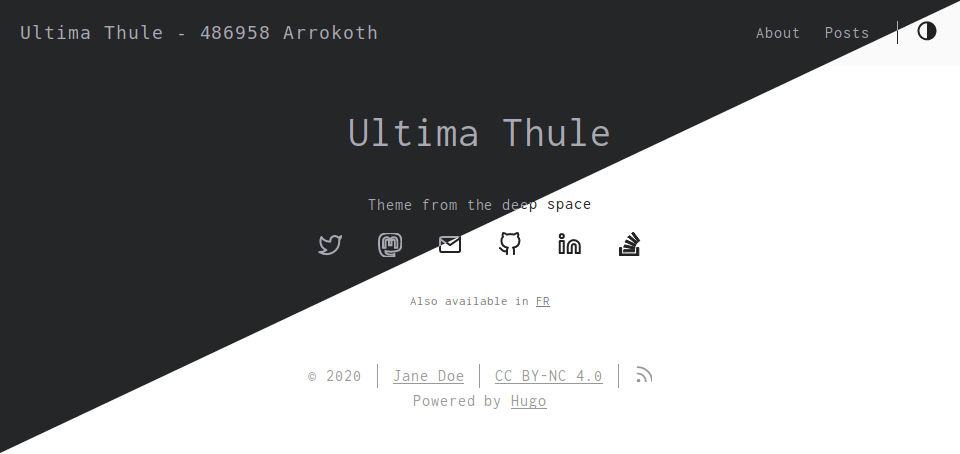 Ultima Thule - 486958 Arrokoth
About Posts
Ultima Thule
Theme from the deep space
Also available in FR
© 2020 Jane Doe CC BY-NC 4.0
Powered by Hugo